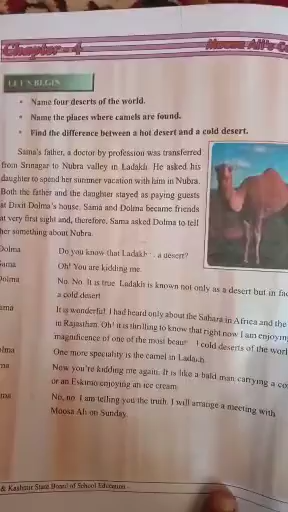 Chapter-4
Moosa Ali's
LET'S BEGIN
• Name four deserts of the world.
• Name the places where camels are found.
• Find the difference between a hot desert and a cold desert.
Sama's father, a doctor by profession was transferred
from Srinagar to Nubra valley in Ladakh. He asked his
daughter to spend her summer vacation with him in Nubra.
Both the father and the daughter stayed as paying guests
at Dixit Dolma's house. Sama and Dolma became friends
at very first sight and, therefore, Sama asked Dolma to tell
her something about Nubra.
Dolma Do you know that Ladakh a desert?
Sama Oh! You are kidding me.
Dolma No. No. It is true. Ladakh is known not only as a desert but in
a cold desert
It is wonderful! I had heard only about the Sahara in Africa and the
in Rajasthan. Oh! it is thrilling to know that right now I am
magnificence of one of the most cold deserts of the
One more speciality is the camel in Ladakh.
Now you're kidding me again. It is like a bald man carrying a
or an Eskimo enjoying an ice cream.
No, no. I am telling you the truth. I will arrange a meeting with
Moosa Ali on Sunday.
& Kashmir State Board of School Education